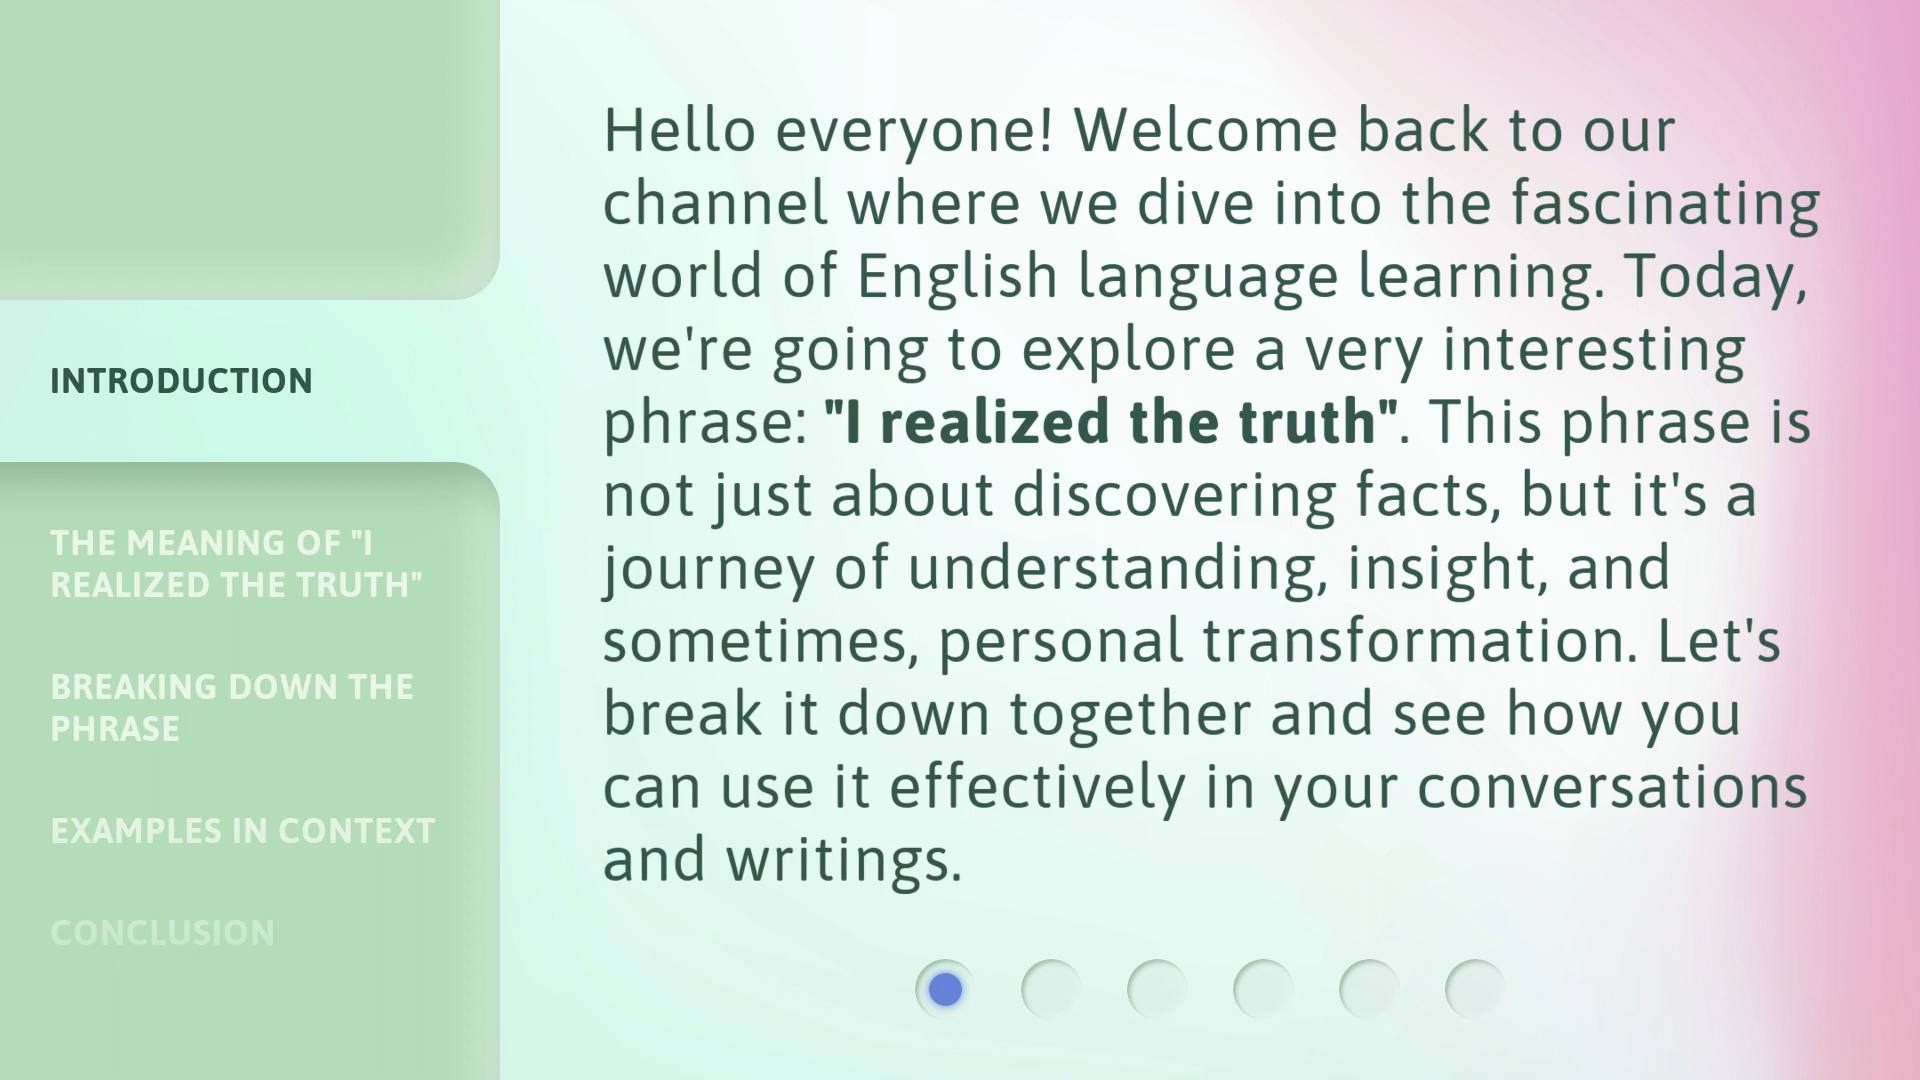 INTRODUCTION
THE MEANING OF "I
REALIZED THE TRUTH"
BREAKING DOWN THE
PHRASE
EXAMPLES IN CONTEXT
CONCLUSION
Hello everyone! Welcome back to our
channel where we dive into the fascinating
world of English language learning. Today,
we're going to explore a very interesting
phrase: "I realized the truth". This phrase is
not just about discovering facts, but it's a
journey of understanding, insight, and
sometimes, personal transformation. Let's
break it down together and see how you
can use it effectively in your conversations
and writings.